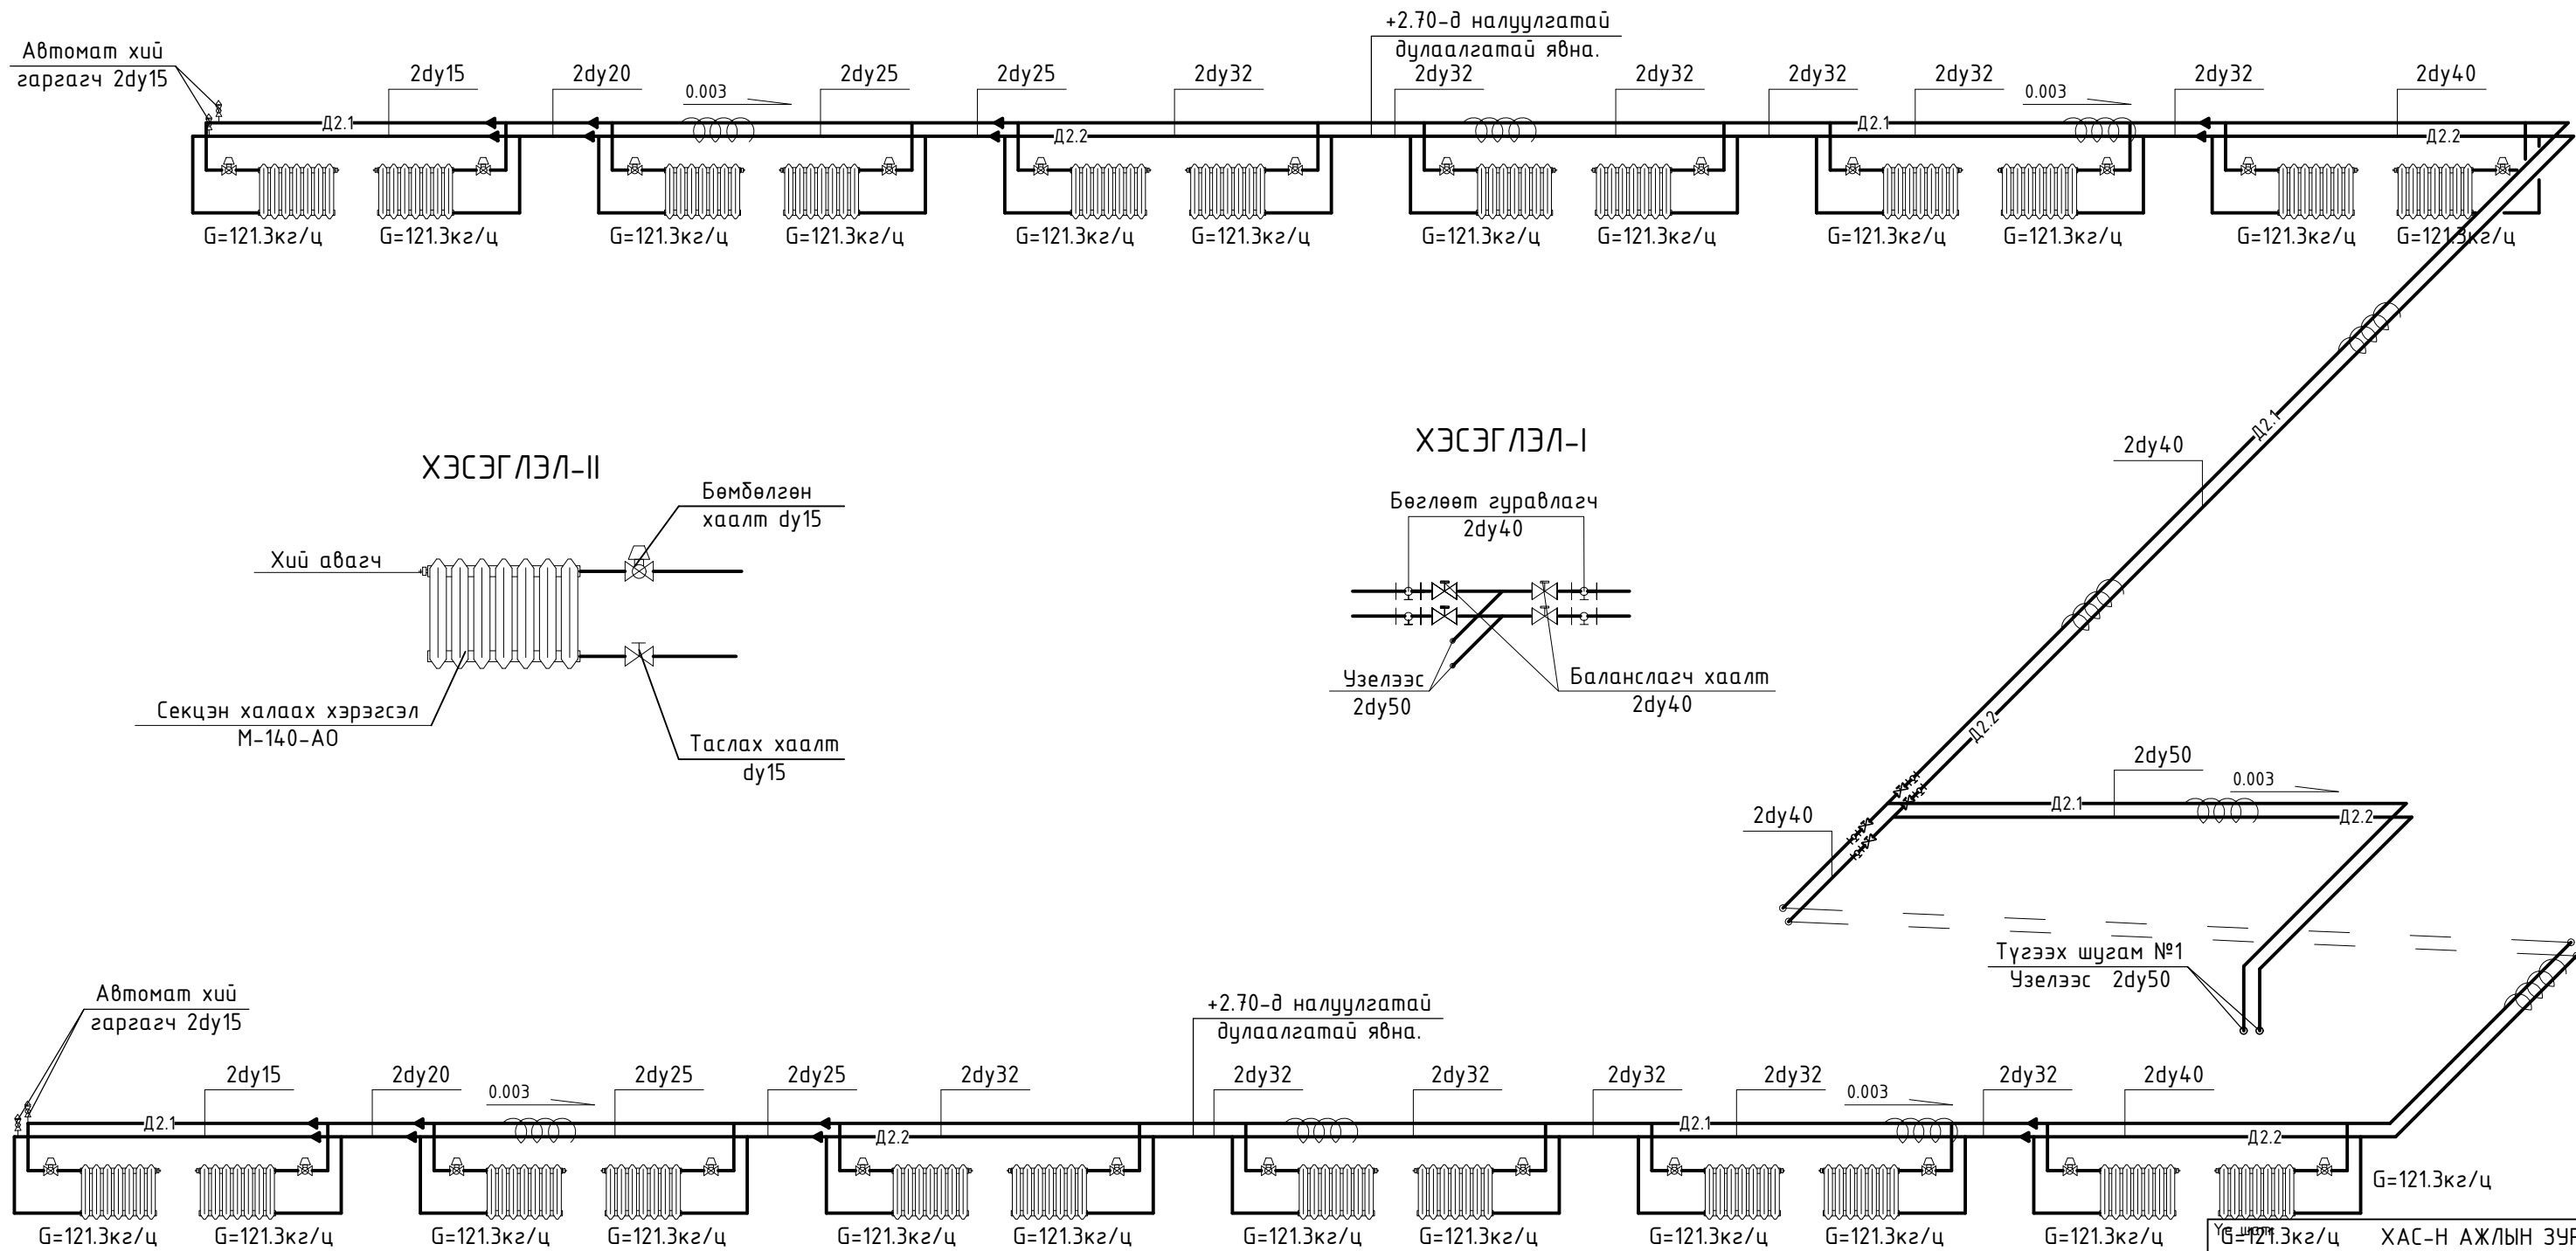 +2.70-д налуулгатай
дулаалгатай явна.
Автомат хий
гаргагч 2dy15
2dy15
2dy20
0.003
2dy25
2dy25
2dy32
2dy32
2dy32
2dy32
2dy32
0.003
2dy32
2dy40
Д2.1
Д2.2
Д2.1
Д2.2
G=121.3кг/ц
G=121.3кг/ц
G=121.3кг/ц
G=121.3кг/ц
G=121.3кг/ц
G=121.3кг/ц
G=121.3кг/ц
G=121.3кг/ц
G=121.3кг/ц
G=121.3кг/ц
G=121.3кг/ц
G=121.3кг/ц
ХЭСЭГЛЭЛ-II
Бөмбөлгөн
хаалт dy15
Хий авагч
Секцэн халаах хэрэгсэл
М-140-АО
Таслах хаалт
dy15
ХЭСЭГЛЭЛ-I
Бөглөөт гуравлагч
2dy40
Узелээс
2dy50
Баланслагч хаалт
2dy40
Д2.1
2dy40
Д2.2
2dy50
0.003
Д2.1
Д2.2
2dy40
Түгээх шугам №1
Узелээс 2dy50
Автомат хий
гаргагч 2dy15
+2.70-д налуулгатай
дулаалгатай явна.
2dy15
2dy20
0.003
2dy25
2dy25
2dy32
2dy32
2dy32
2dy32
2dy32
0.003
2dy32
2dy40
Д2.1
Д2.2
Д2.1
Д2.2
G=121.3кг/ц
G=121.3кг/ц
G=121.3кг/ц
G=121.3кг/ц
G=121.3кг/ц
G=121.3кг/ц
G=121.3кг/ц
G=121.3кг/ц
G=121.3кг/ц
G=121.3кг/ц
G=121.3кг/ц
G=121.3кг/ц
G=121.3кг/ц
ХАС-Н АЖЛЫН